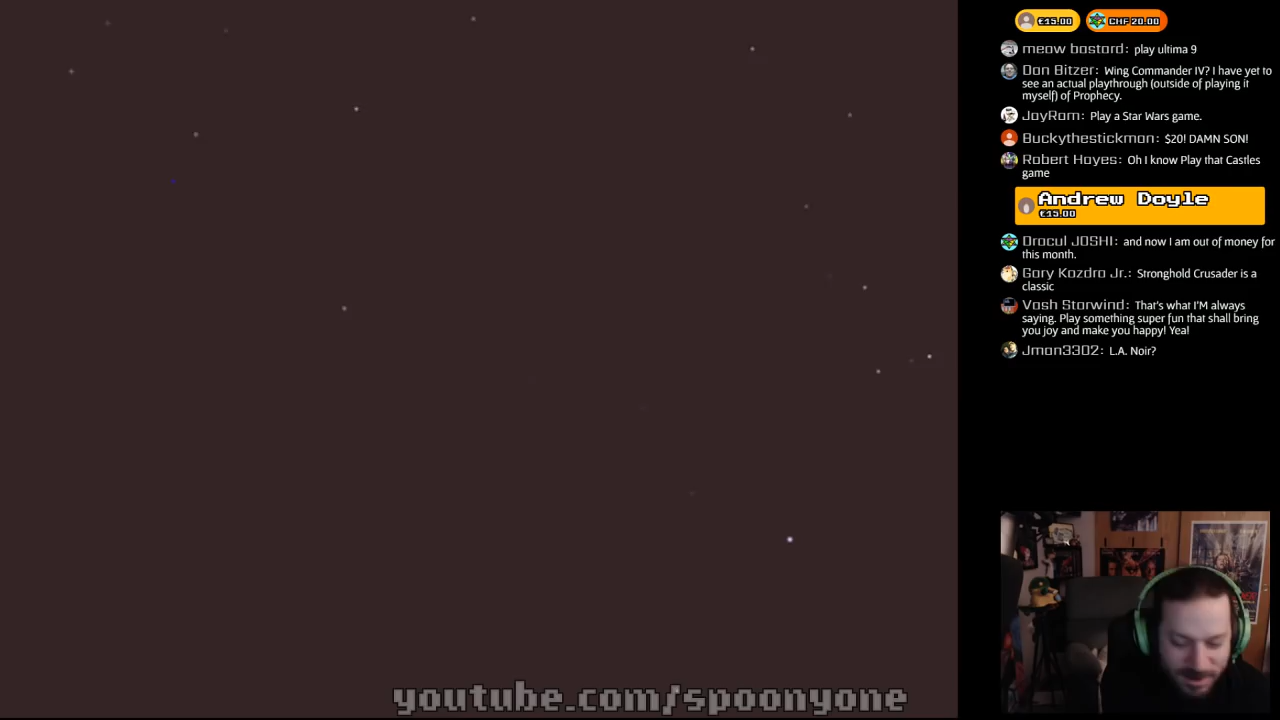 €15.00 CHF 20.00
meow bastard: play ultima 9
Dan Bitzer: Wing Commander IV? I have yet to
see an actual playthrough (outside of playing it
myself) of Prophecy.
JayRam: Play a Star Wars game.
Buckythestickman: $20! DAMN SON!
Robert Hayes: Oh I know Play that Castles
game
Andrew Doyle
€15.00
Dracul JOSHI: and now I am out of money for
this month.
Gary Kazdra Jr.: Stronghold Crusader is a
classic
Vash Starwind: That's what I'M always
saying. Play something super fun that shall bring
you joy and make you happy! Yea!
Jman3302: L.A. Noir?
youtube.com/spoonyone